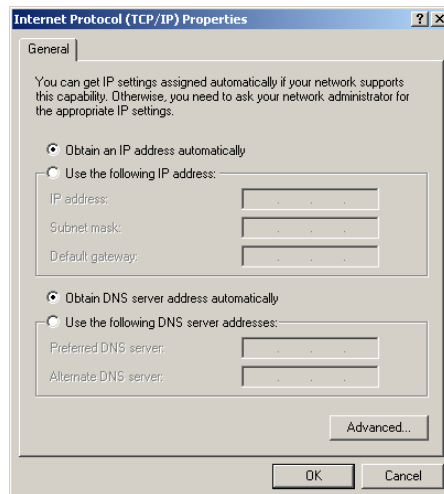 Internet Protocol (TCP/IP) Properties
General
You can get IP settings assigned automatically if your network supports
this capability. Otherwise, you need to ask your network administrator for
the appropriate IP settings.
Obtain an IP address automatically
Use the following IP address:
IP address:
Subnet mask:
Default gateway:
Obtain DNS server address automatically
Use the following DNS server addresses:
Preferred DNS server:
Alternate DNS server:
Advanced...
OK Cancel